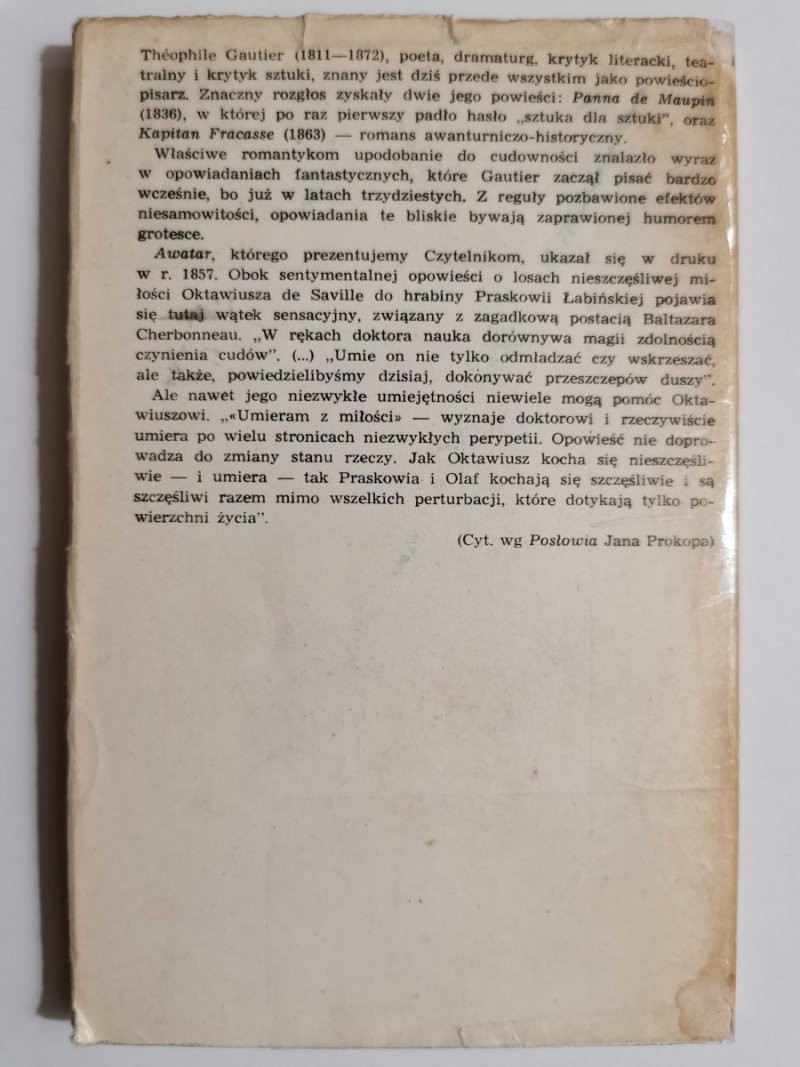 Théophile Gautier (1811—1872), poeta, dramaturg, krytyk literacki, tea-
tralny i krytyk sztuki, znany jest dziś przede wszystkim jako powieścio-
pisarz. Znaczny rozgłos zyskały dwie jego powieści: Panna de Maupin
(1836), w której po raz pierwszy padło hasło „sztuka dla sztuki”, oraz
Kapitan Fracasse (1863) — romans awanturniczo-historyczny.
Właściwe romantykom upodobanie do cudowności znalazło wyraz
w opowiadaniach fantastycznych, które Gautier zaczął pisać bardzo
wcześnie, bo już w latach trzydziestych. Z reguły pozbawione efektów
niesamowitości, opowiadania te bliskie bywają zaprawionej humorem
grotesce.
Awatar, którego prezentujemy Czytelnikom, ukazał się w druku
w r. 1857. Obok sentymentalnej opowieści o losach nieszczęśliwej mi-
łości Oktawiusza de Saville do hrabiny Praskowii Łabińskiej pojawia
się tutaj wątek sensacyjny, związany z zagadkową postacią Baltazara
Cherbonneau. „W rękach doktora nauka dorównywa magii zdolnością
czynienia cudów”. (...) „Umie on nie tylko odmładzać czy wskrzeszać,
ale także, powiedzielibyśmy dzisiaj, dokonywać przeszczepów duszy”.
Ale nawet jego niezwykłe umiejętności niewiele mogą pomóc Okta-
wiuszowi. „«Umieram z miłości» — wyznaje doktorowi i rzeczywiście
umiera po wielu stronicach niezwykłych perypetii. Opowieść nie dopro-
wadza do zmiany stanu rzeczy. Jak Oktawiusz kocha się nieszczęśli-
wie — i umiera — tak Praskowia i Olaf kochają się szczęśliwie i są
szczęśliwi razem mimo wszelkich perturbacji, które dotykają tylko po-
wierzchni życia”.
(Cyt. wg Posłowia Jana Prokopa)